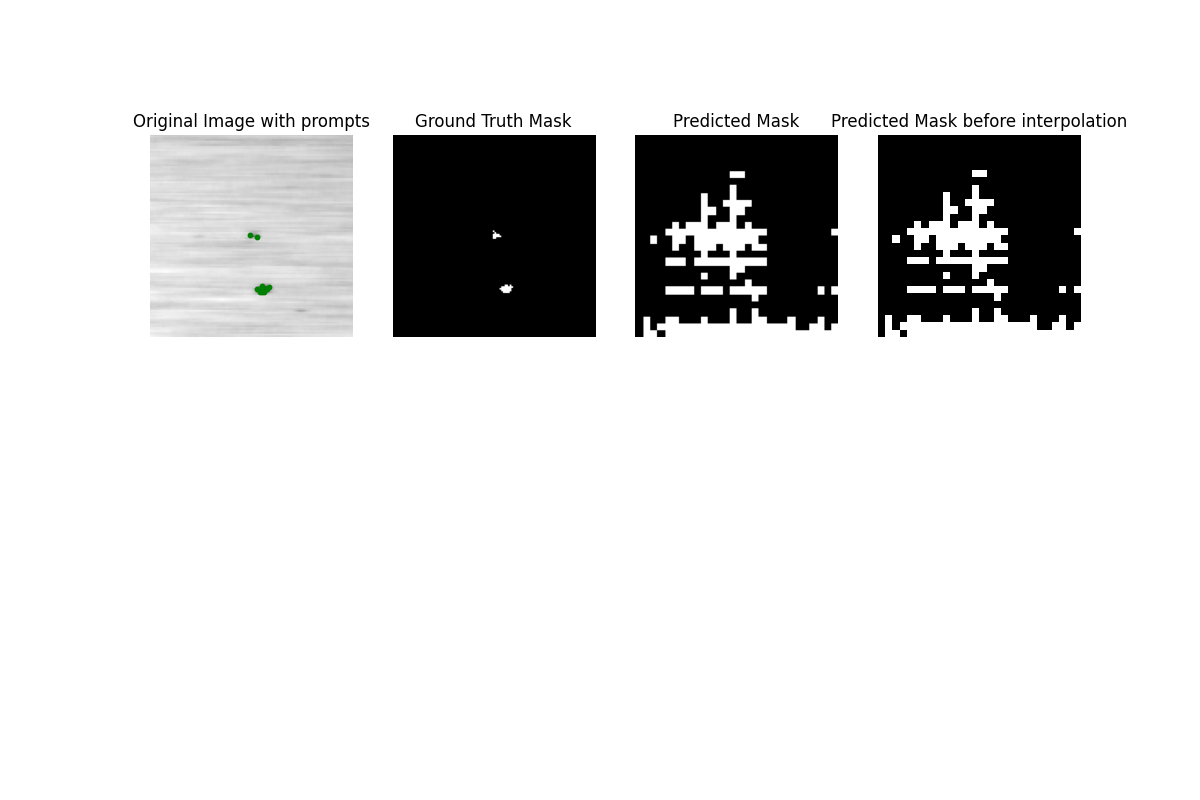 Original Image with prompts
Ground Truth Mask
Predicted Mask
Predicted Mask before interpolation